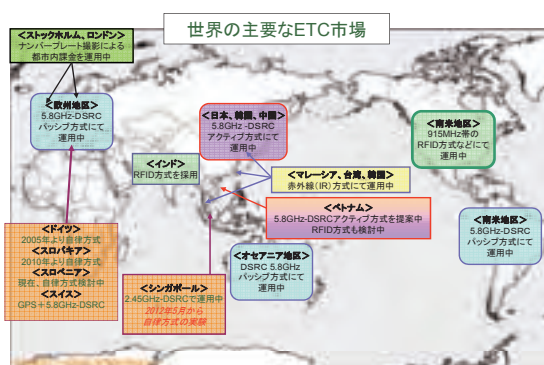 世界の主要なETC市場
<ストックホルム、ロンドン>
ナンバープレート撮影による
都市内課金を運用中
<欧州地区>
5.8GHz-DSRC
パッシブ方式にて
運用中
<日本、韓国、中国>
5.8GHz -DSRC
アクティブ方式にて
運用中
<南米地区>
915MHz帯の
RFID方式などにて
運用中
<インド>
RFID方式を採用
<マレーシア、台湾、韓国>
赤外線(IR)方式にて運用中
<ベトナム>
5.8GHz-DSRCアクティブ方式を提案中
RFID方式も検討中
<南米地区>
5.8GHz-DSRC
パッシブ方式にて
運用中
<ドイツ>
2005年より自律方式
<スロバキア>
2010年より自律方式
<スロベニア>
現在、自律方式検討中
<スイス>
GPS+5.8GHz-DSRC
<シンガポール>
2.45GHz-DSRCで運用中
2012年5月から
自律方式の実験
<オセアニア地区>
DSRC 5.8GHz
パッシブ方式にて
運用中